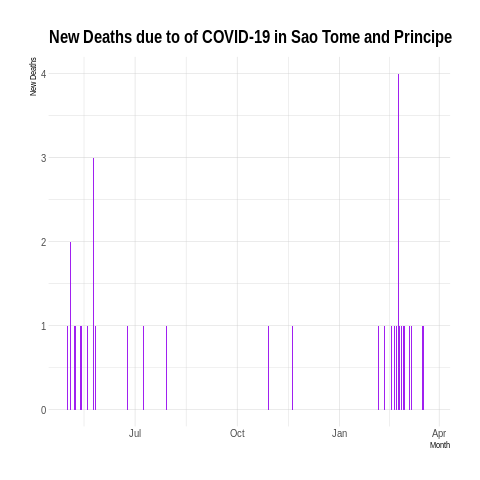 New Deaths due to of COVID-19 in Sao Tome and Principe
New Deaths
4
3
2
1
0
Jul
Oct
Jan
Apr
Month